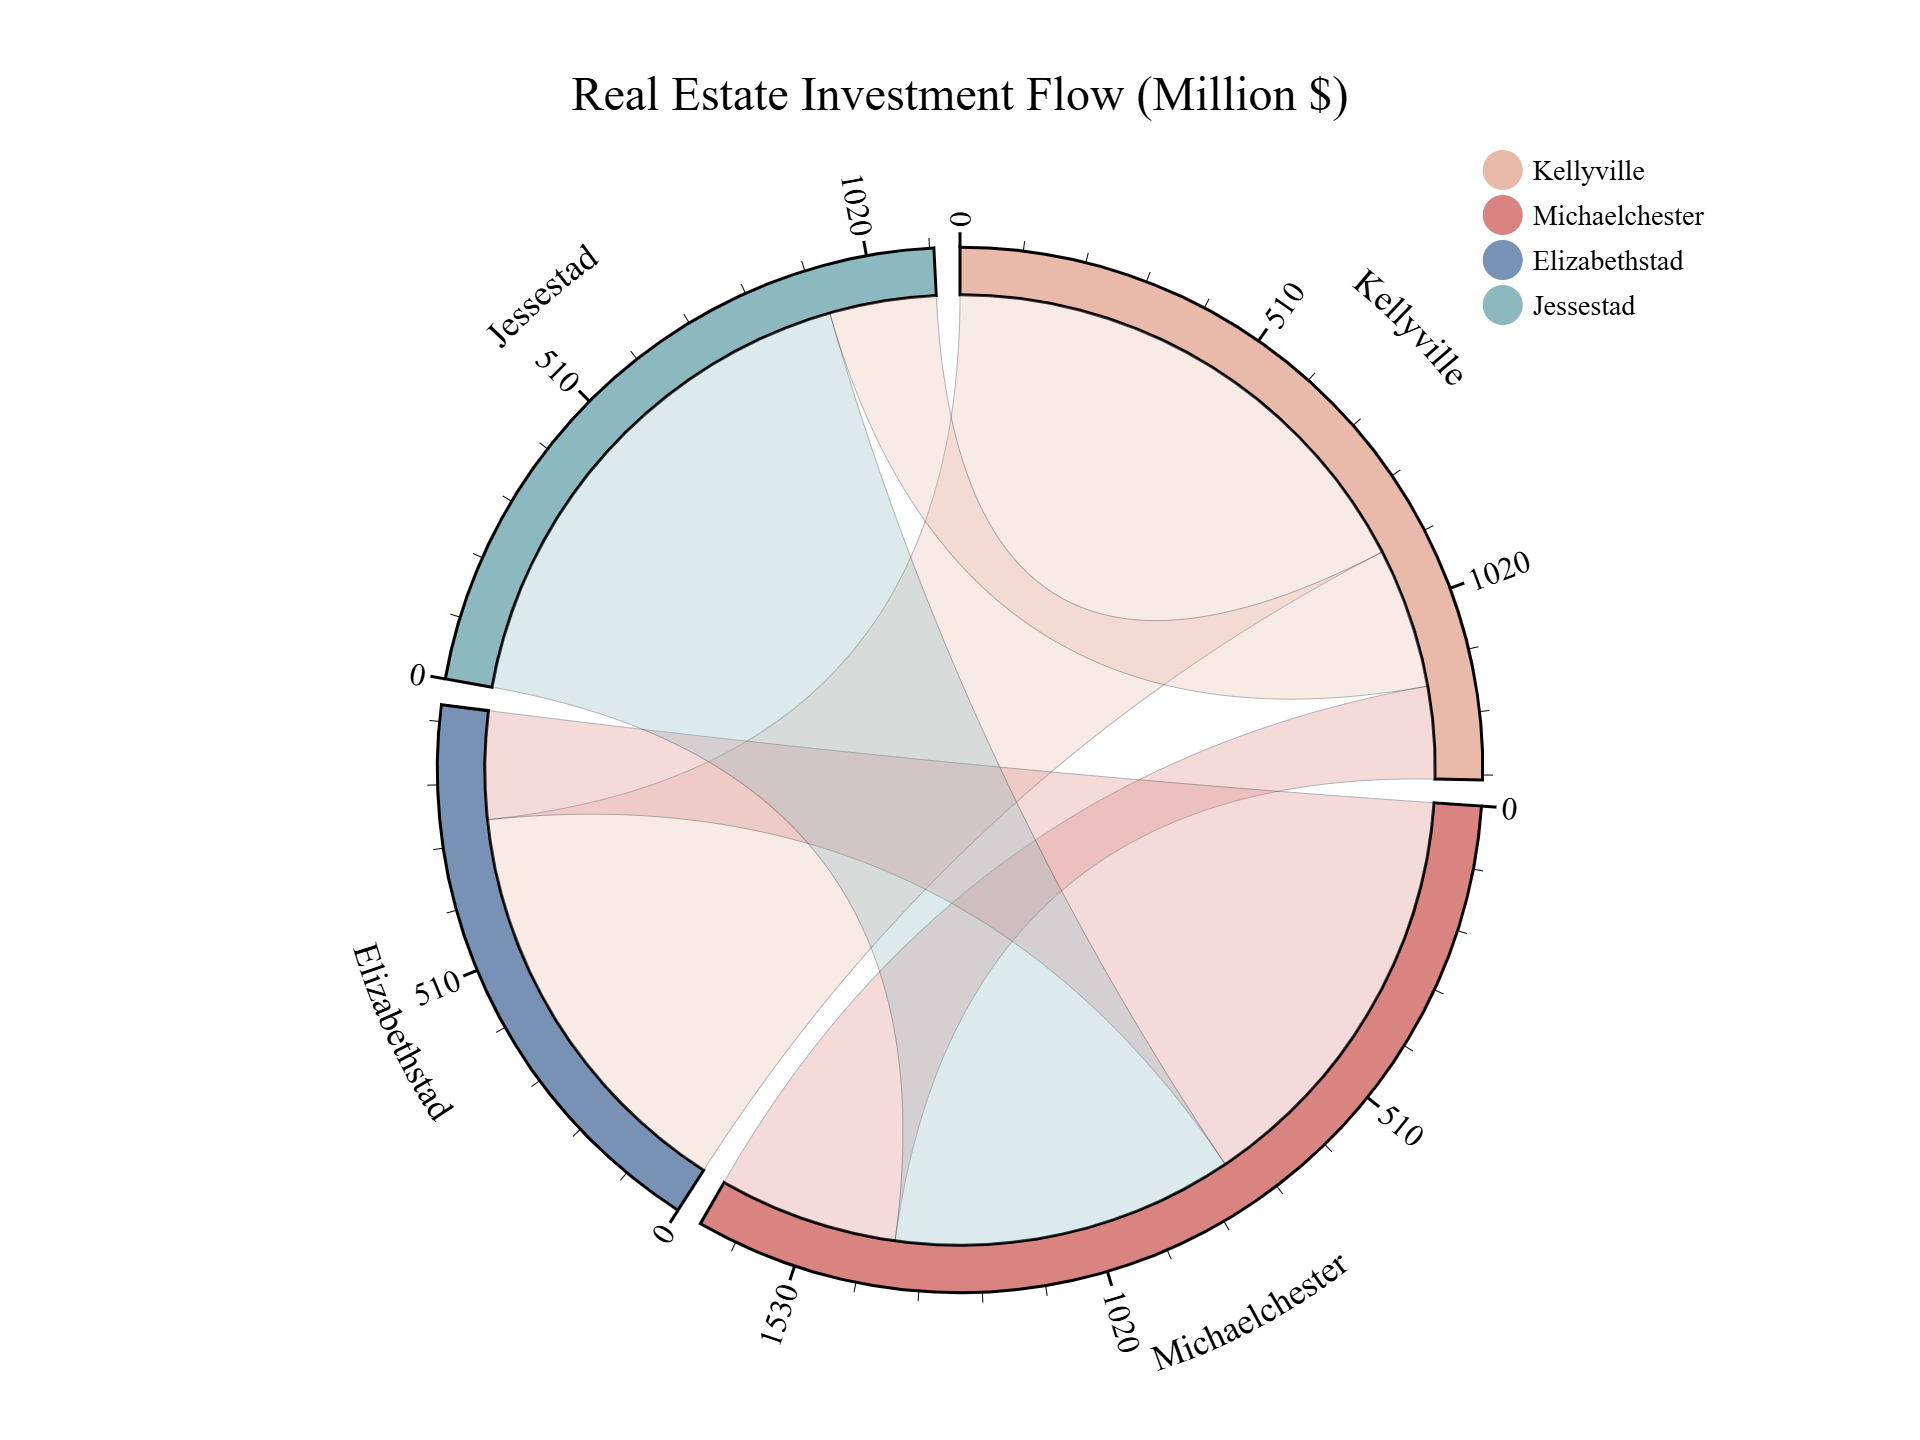 Real Estate Investment Flow (Million $)
Kellyville
Michaelchester
Elizabethstad
Jessestad
0
510
1020
Kellyville
0
510
1020
1530
Michaelchester
0
510
Elizabethstad
0
510
1020
Jessestad